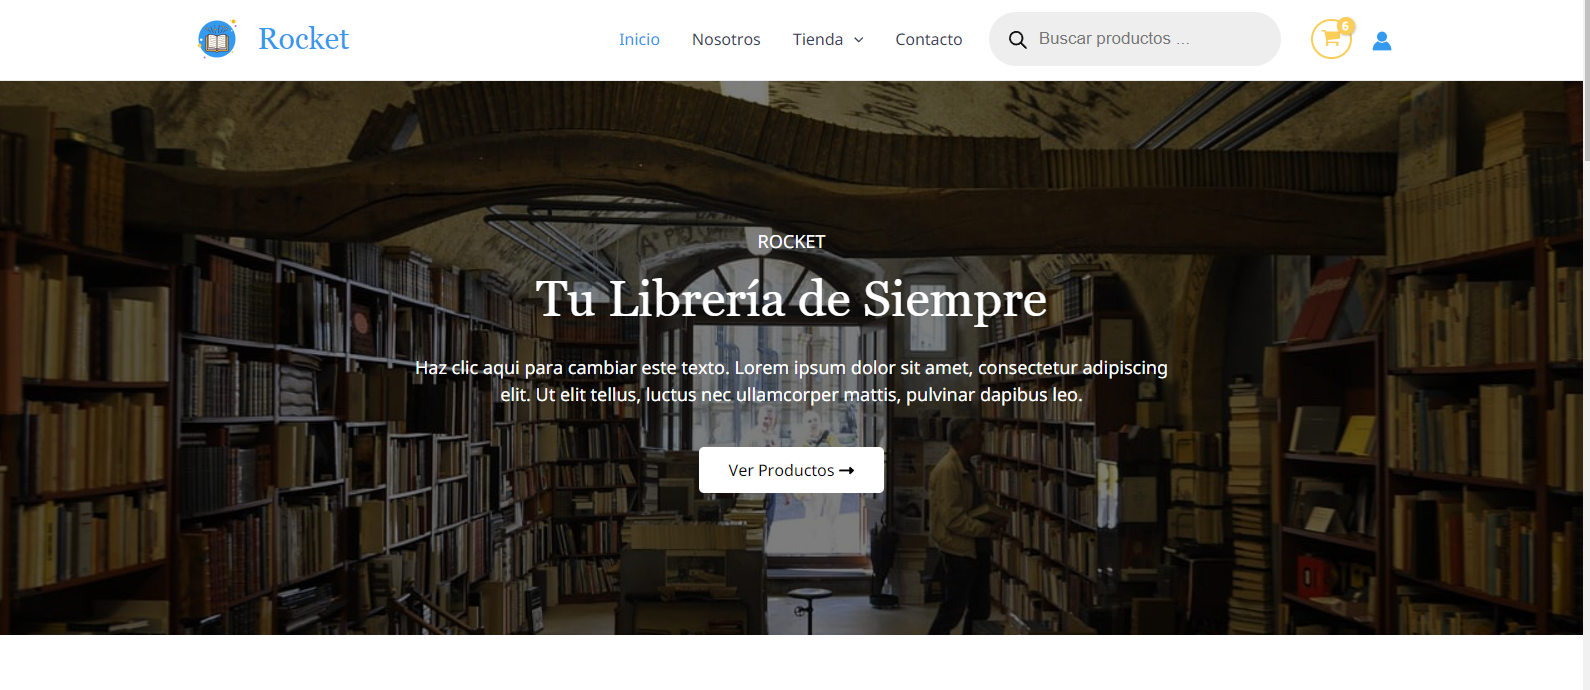 Rocket
Inicio Nosotros Tienda Contacto Buscar productos ... 6
ROCKET
Tu Librería de Siempre
Haz clic aqui para cambiar este texto. Lorem ipsum dolor sit amet, consectetur adipiscing
elit. Ut elit tellus, luctus nec ullamcorper mattis, pulvinar dapibus leo.
Ver Productos